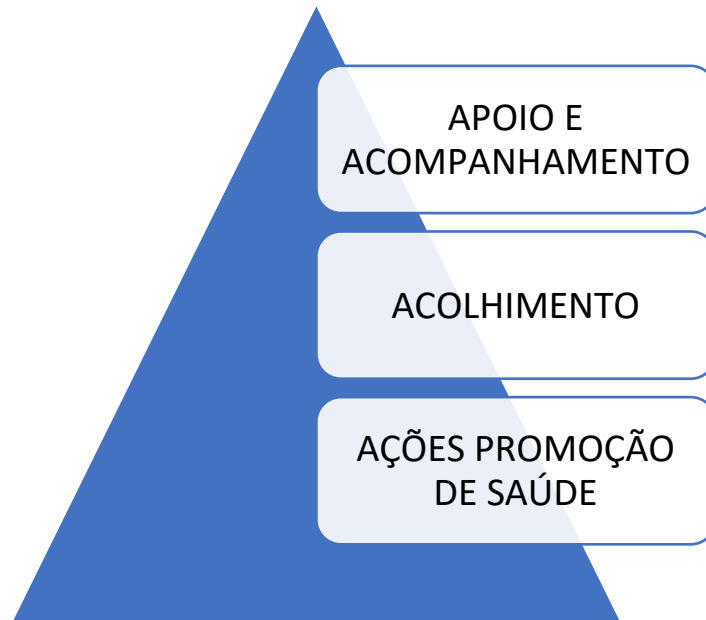 APOIO E
ACOMPANHAMENTO
ACOLHIMENTO
AÇÕES PROMOÇÃO
DE SAÚDE